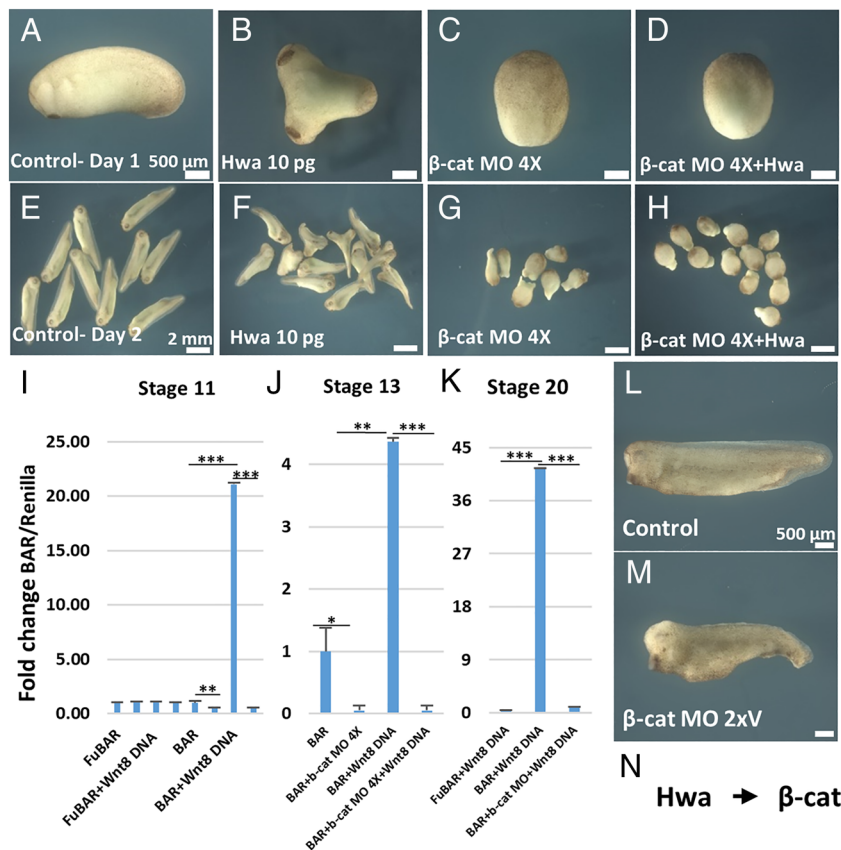 A
Control- Day 1 500 µm
B
Hwa 10 pg
C
β-cat MO 4X
D
β-cat MO 4X+Hwa
E
Control- Day 2 2 mm
F
Hwa 10 pg
G
β-cat MO 4X
H
β-cat MO 4X+Hwa
I
Stage 11
Fold change BAR/Renilla
25.00
20.00
15.00
10.00
5.00
0.00
***
***
**
FuBAR
FuBAR+Wnt8 DNA
BAR
BAR+Wnt8 DNA
J
Stage 13
4
3
2
1
0
** ***
*
BAR
BAR+b-cat MO 4X
BAR+Wnt8 DNA
BAR+b-cat MO 4X+Wnt8 DNA
K
Stage 20
45
36
27
18
9
0
*** ***
FuBAR+Wnt8 DNA
BAR+Wnt8 DNA
BAR+b-cat MO+Wnt8 DNA
L
Control
500 µm
M
β-cat MO 2xV
N
Hwa → β-cat